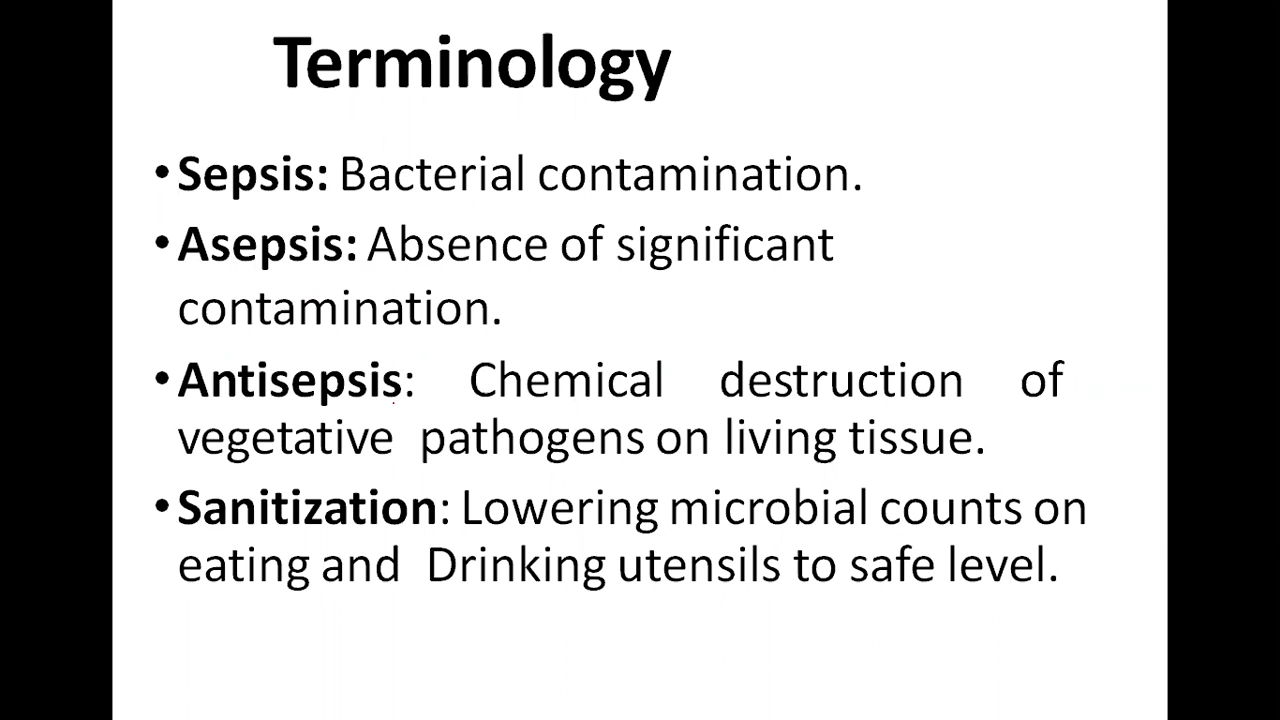 Terminology
•Sepsis: Bacterial contamination.
•Asepsis: Absence of significant
contamination.
•Antisepsis: Chemical destruction of
vegetative pathogens on living tissue.
•Sanitization: Lowering microbial counts on
eating and Drinking utensils to safe level.